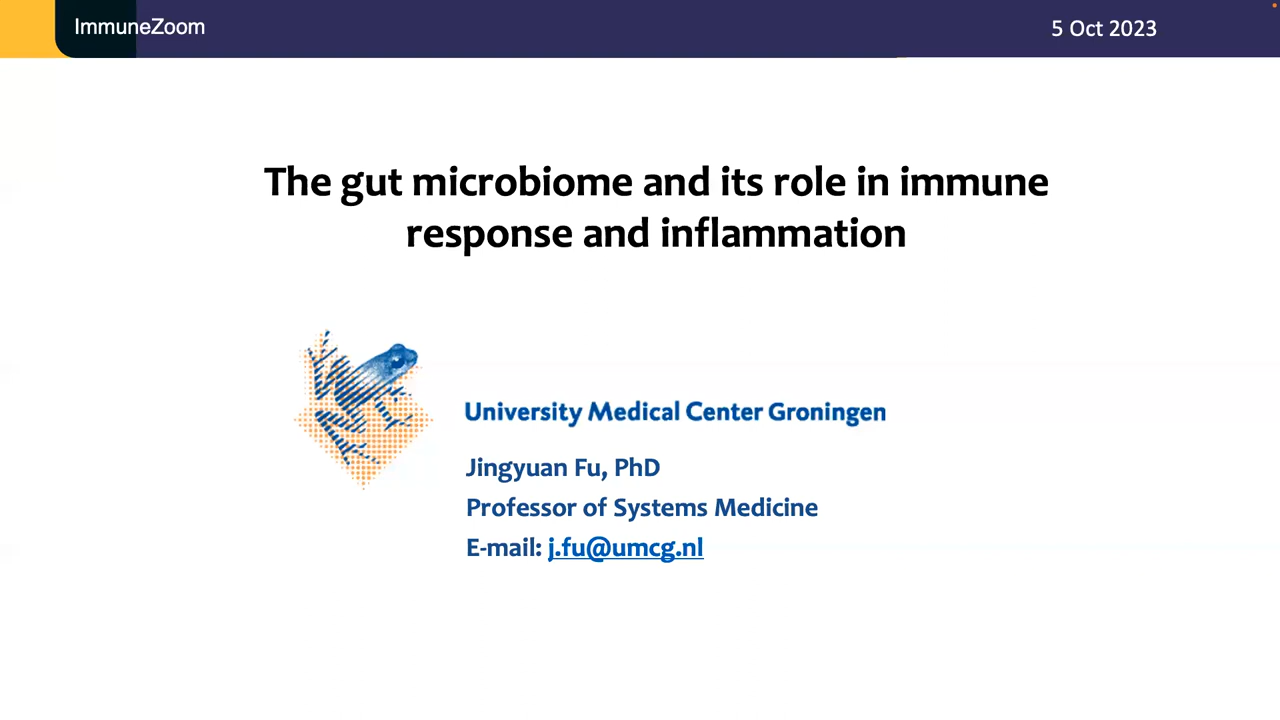 ImmuneZoom
5 Oct 2023
The gut microbiome and its role in immune
response and inflammation
University Medical Center Groningen
Jingyuan Fu, PhD
Professor of Systems Medicine
E-mail: j.fu@umcg.nl